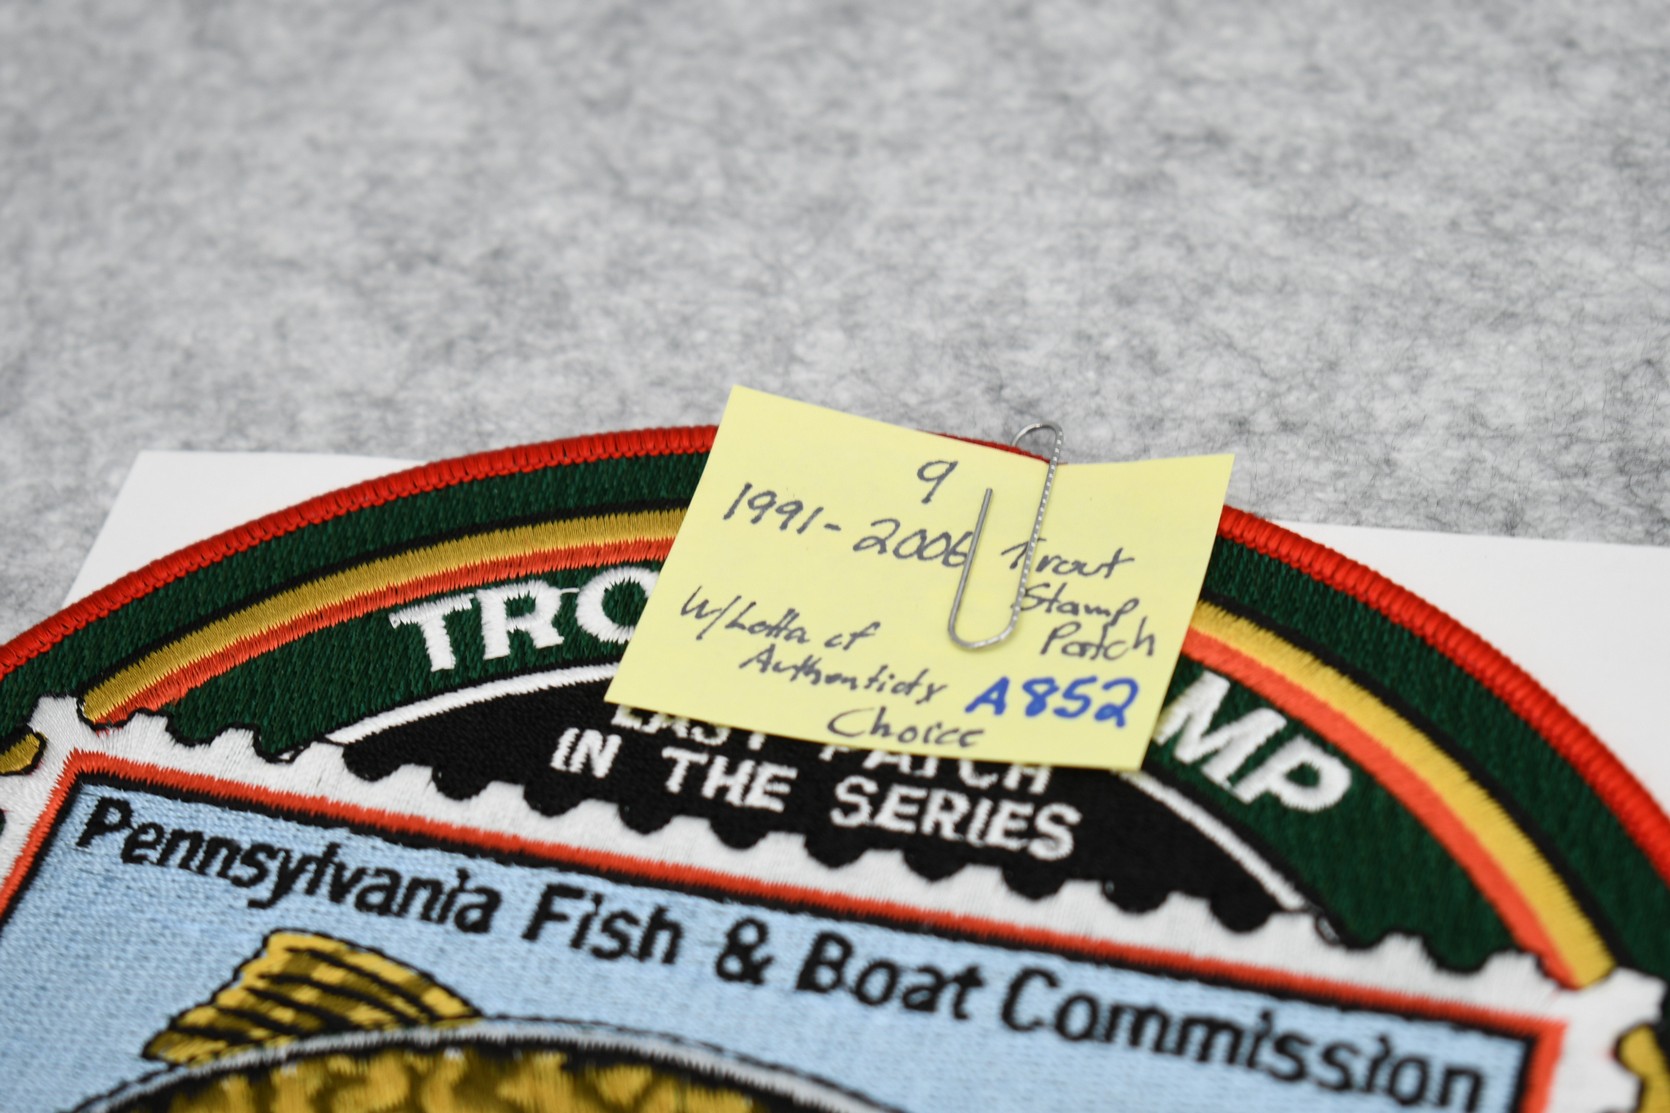 9
1991-2006 Trout
Stamp
Patch
W/Lotta of
Authenticity
Choice
A852
TRO MP
LAST PATCH
IN THE SERIES
Pennsylvania Fish & Boat Commission